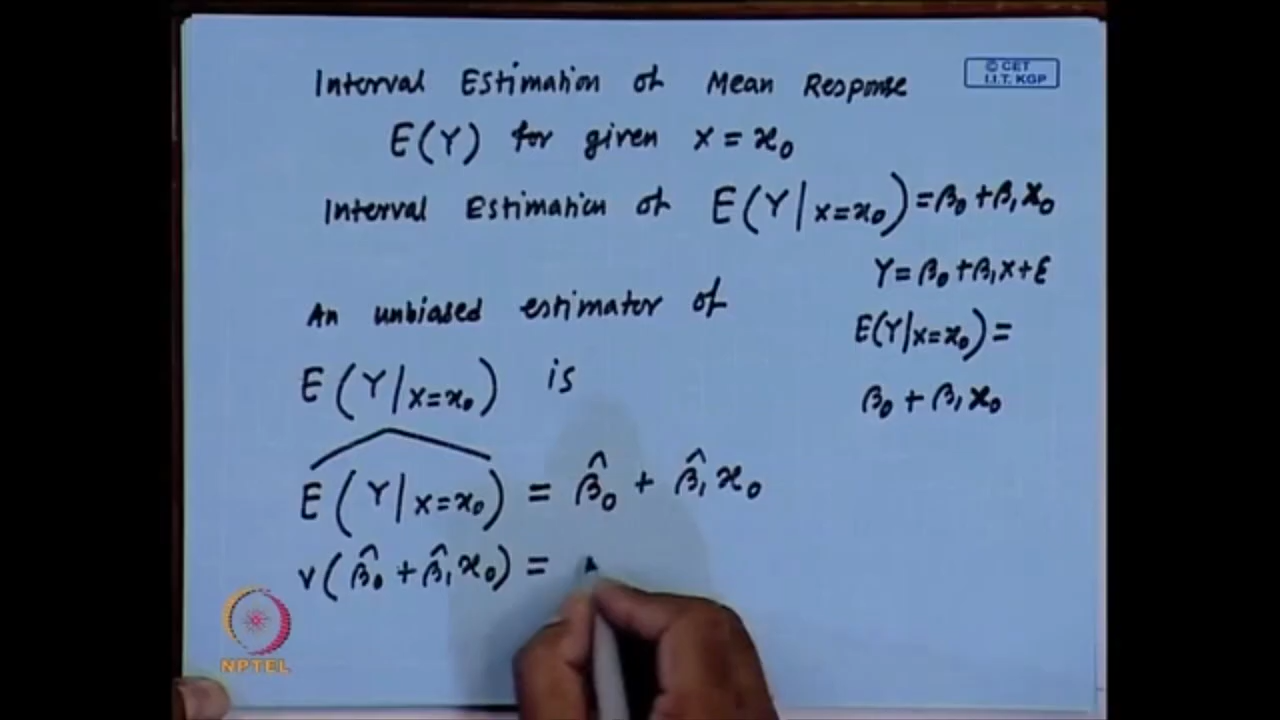 Interval Estimation of Mean Response
© CET
I.I.T. KGP
E(Y) for given x = x₀
Interval Estimation of E(Y|x=x₀) = β₀ + β₁x₀
Y = β₀ + β₁x + ε
An unbiased estimator of
E(Y|x=x₀) =
E(Y|x=x₀) is
β₀ + β₁x₀
E(Y|x=x₀) = β̂₀ + β̂₁x₀
V(β̂₀ + β̂₁x₀) =
NPTEL